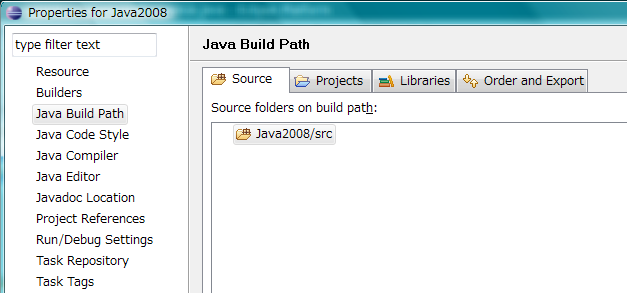 Properties for Java2008
type filter text
Resource
Builders
Java Build Path
Java Code Style
Java Compiler
Java Editor
Javadoc Location
Project References
Run/Debug Settings
Task Repository
Task Tags
Java Build Path
Source Projects Libraries Order and Export
Source folders on build path:
Java2008/src